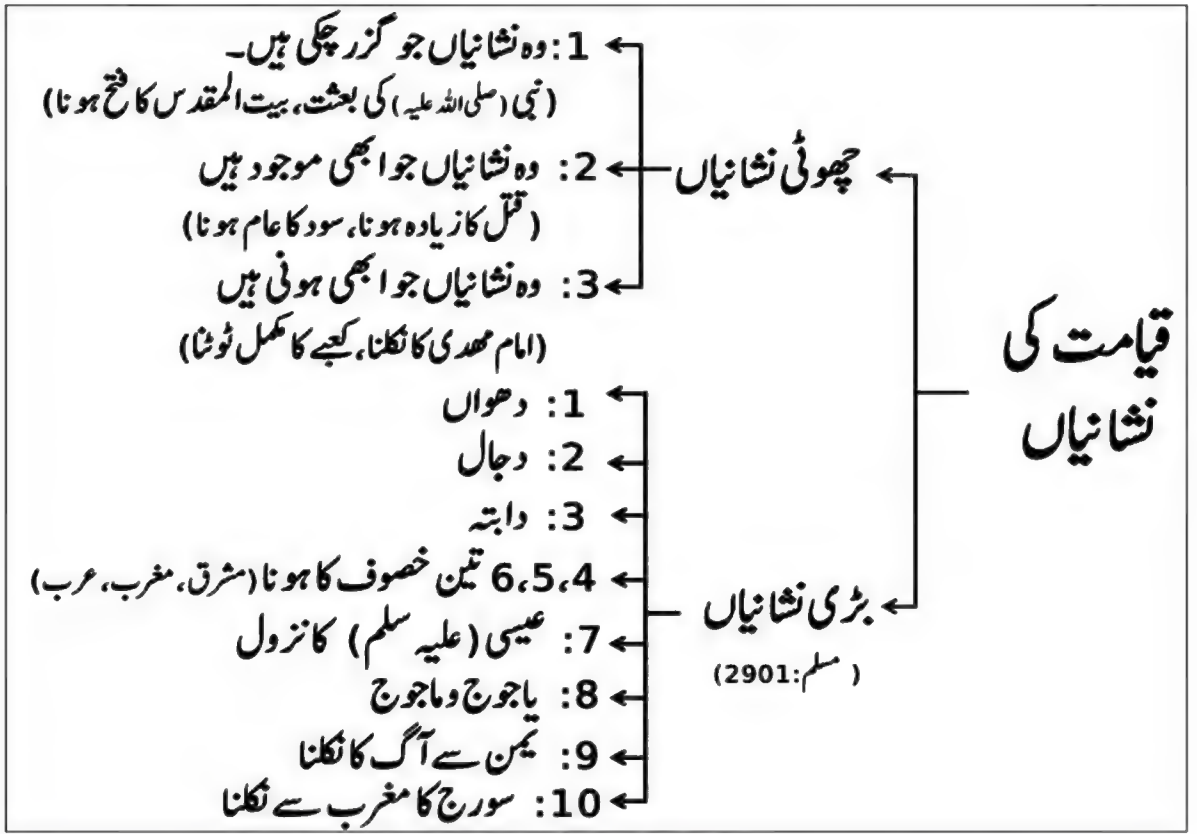 قیامت کی
نشانیاں
چھوٹی نشانیاں
1: وہ نشانیاں جو گزر چکی ہیں۔
(نبی (صلی اللہ علیہ) کی بعثت، بیت المقدس کا فتح ہونا)
2: وہ نشانیاں جو ابھی موجود ہیں
(قتل کا زیادہ ہونا، سود کا عام ہونا)
3: وہ نشانیاں جو ابھی ہونی ہیں
(امام مھدی کا نکلنا، کعبے کا مکمل ٹوٹنا)
بڑی نشانیاں
(مسلم:2901)
1: دھواں
2: دجال
3: دابتہ
4،5،6 تین خصوف کا ہونا (مشرق، مغرب، عرب)
7: عیسی (علیہ سلم) کا نزول
8: یاجوج وماجوج
9: یمن سے آگ کا نکلنا
10: سورج کا مغرب سے نکلنا